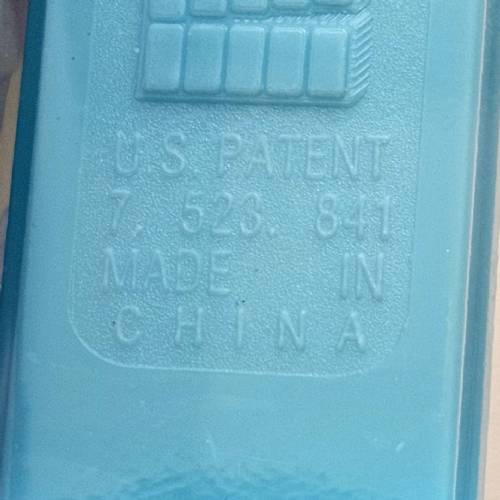 U.S. PATENT
7, 523. 841
MADE IN
CHINA